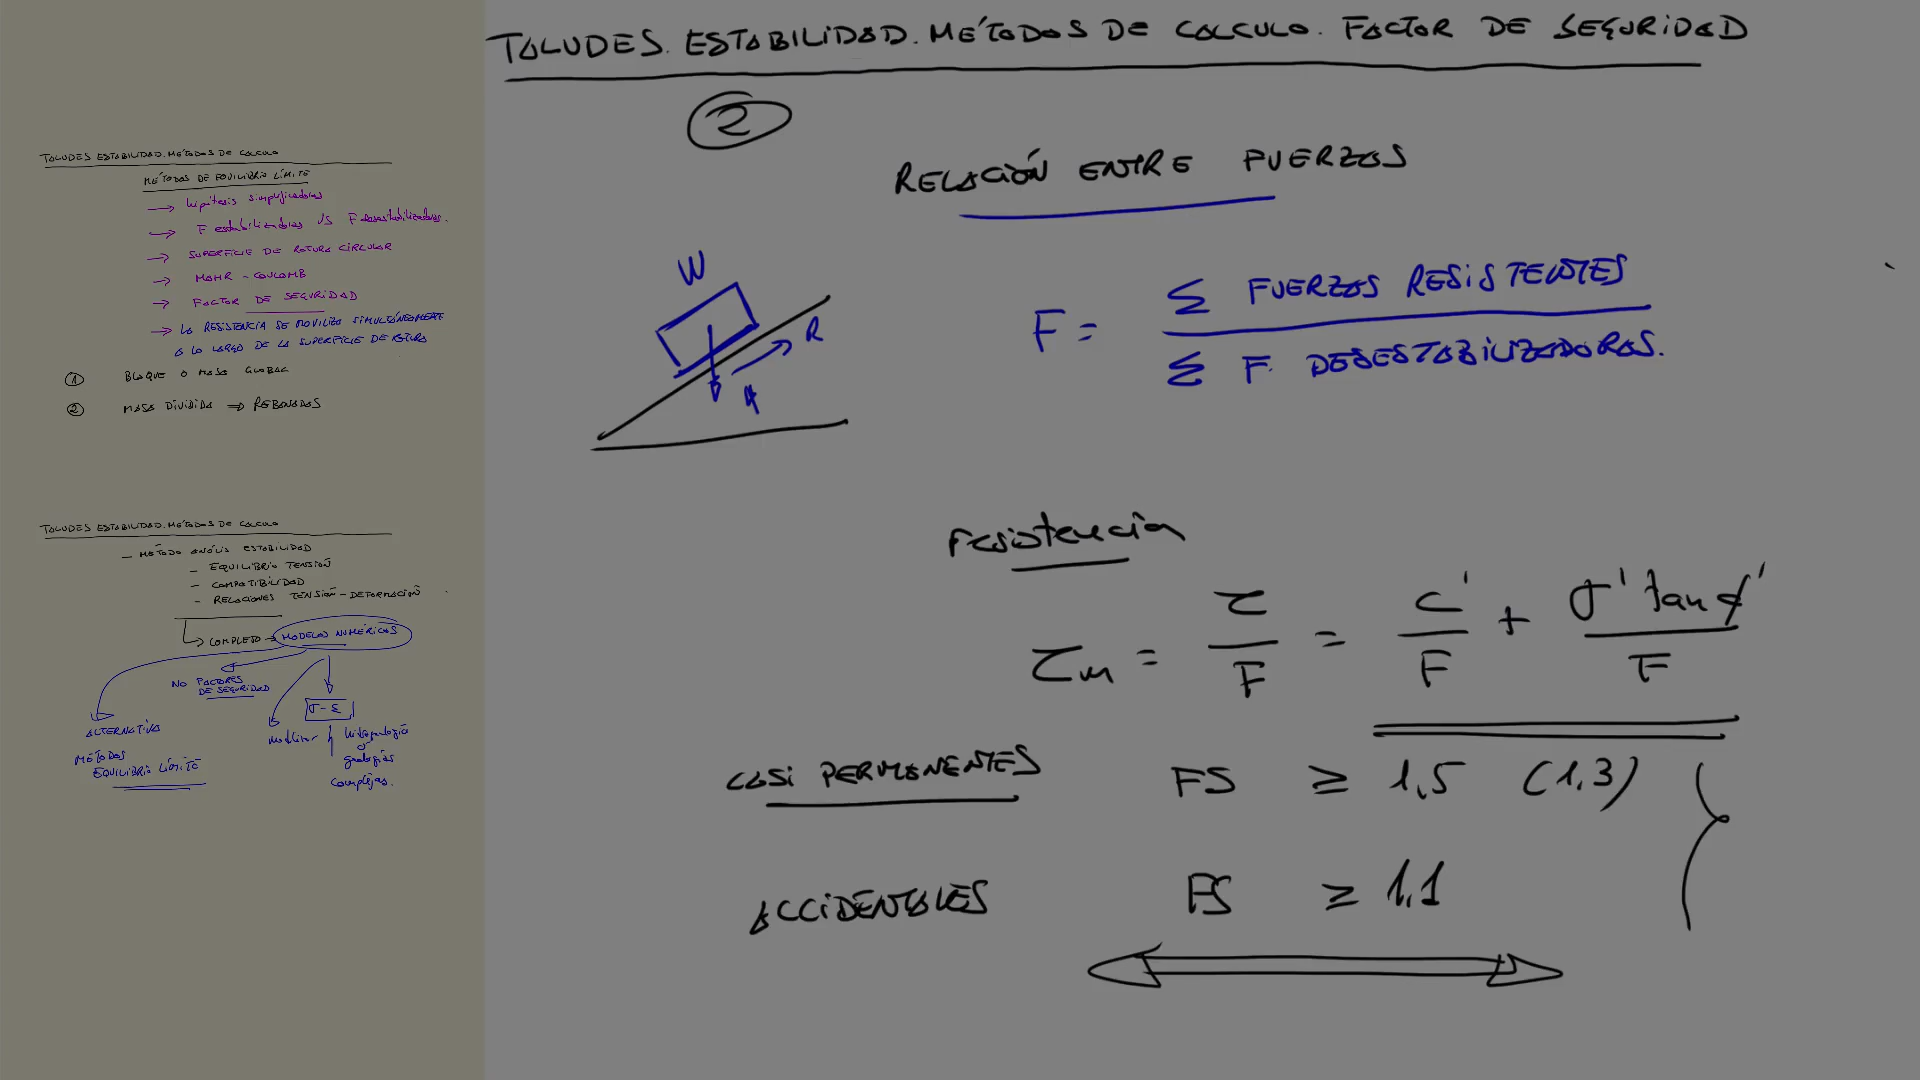 TALUDES ESTABILIDAD. MÉTODOS DE CALCULO
MÉTODOS DE EQUILIBRIO LÍMITE
→ hipótesis simplificadoras
→ F estabilizadoras VS F desestabilizadoras.
→ SUPERFICIE DE ROTURA CIRCULAR
→ MOHR - COULOMB
→ FACTOR DE SEGURIDAD
→ LA RESISTENCIA SE MOVILIZA SIMULTÁNEAMENTE
A LO LARGO DE LA SUPERFICIE DE ROTURA
① BLOQUE O MASA GLOBAL
② MASA DIVIDIDA ⇒ REBANADAS
TALUDES ESTABILIDAD. MÉTODOS DE CALCULO
- MÉTODO ANÁLIS ESTABILIDAD
- EQUILIBRIO TENSIÓN
- COMPATIBILIDAD
- RELACIONES TENSIÓN - DEFORMACIÓN
COMPLETO → MODELOS NUMÉRICOS
NO FACTORES
DE SEGURIDAD
σ - ε
ALTERNATIVA
MÉTODOS
EQUILIBRIO LÍMITE
hidrogeología
y
geologías
complejas.
TALUDES. ESTABILIDAD. MÉTODOS DE CALCULO. FACTOR DE SEGURIDAD
②
RELACIÓN ENTRE FUERZAS
W
R
F = Σ FUERZAS RESISTENTES
Σ F. DESESTABILIZADORAS.
resistencia
τm = τ/F = c'/F + σ' tan ϕ'/F
CASI PERMANENTES FS ≥ 1,5 (1,3)
ACCIDENTALES FS ≥ 1,1